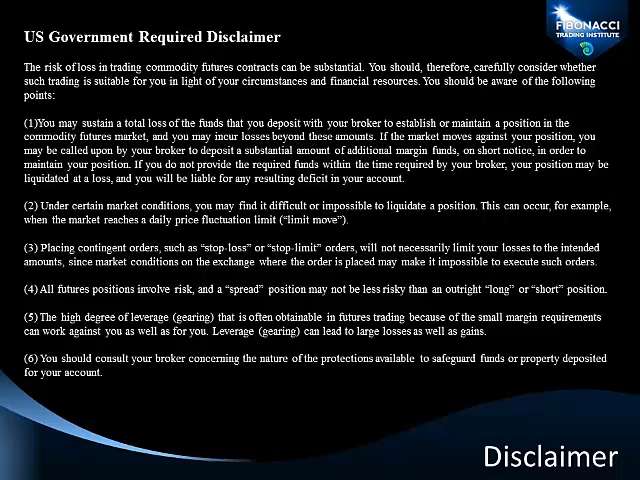 FIBONACCI
TRADING INSTITUTE
US Government Required Disclaimer
The risk of loss in trading commodity futures contracts can be substantial. You should, therefore, carefully consider whether
such trading is suitable for you in light of your circumstances and financial resources. You should be aware of the following
points:
(1)You may sustain a total loss of the funds that you deposit with your broker to establish or maintain a position in the
commodity futures market, and you may incur losses beyond these amounts. If the market moves against your position, you
may be called upon by your broker to deposit a substantial amount of additional margin funds, on short notice, in order to
maintain your position. If you do not provide the required funds within the time required by your broker, your position may be
liquidated at a loss, and you will be liable for any resulting deficit in your account.
(2) Under certain market conditions, you may find it difficult or impossible to liquidate a position. This can occur, for example,
when the market reaches a daily price fluctuation limit (“limit move”).
(3) Placing contingent orders, such as “stop-loss” or “stop-limit” orders, will not necessarily limit your losses to the intended
amounts, since market conditions on the exchange where the order is placed may make it impossible to execute such orders.
(4) All futures positions involve risk, and a “spread” position may not be less risky than an outright “long” or “short” position.
(5) The high degree of leverage (gearing) that is often obtainable in futures trading because of the small margin requirements
can work against you as well as for you. Leverage (gearing) can lead to large losses as well as gains.
(6) You should consult your broker concerning the nature of the protections available to safeguard funds or property deposited
for your account.
Disclaimer